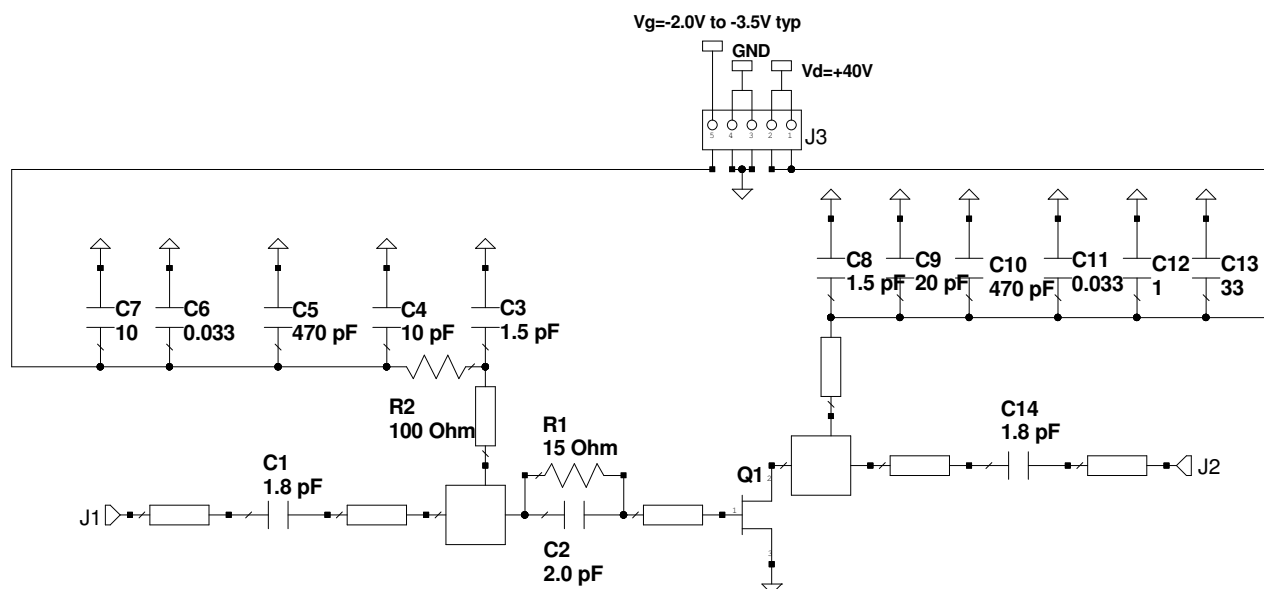 Vg=-2.0V to -3.5V typ
GND
Vd=+40V
5 4 3 2 1
J3
C7
10
C6
0.033
C5
470 pF
C4
10 pF
C3
1.5 pF
C8
1.5 pF
C9
20 pF
C10
470 pF
C11
0.033
C12
1
C13
33
R2
100 Ohm
R1
15 Ohm
C14
1.8 pF
C1
1.8 pF
Q1
2
J2
J1
1
C2
2.0 pF
3